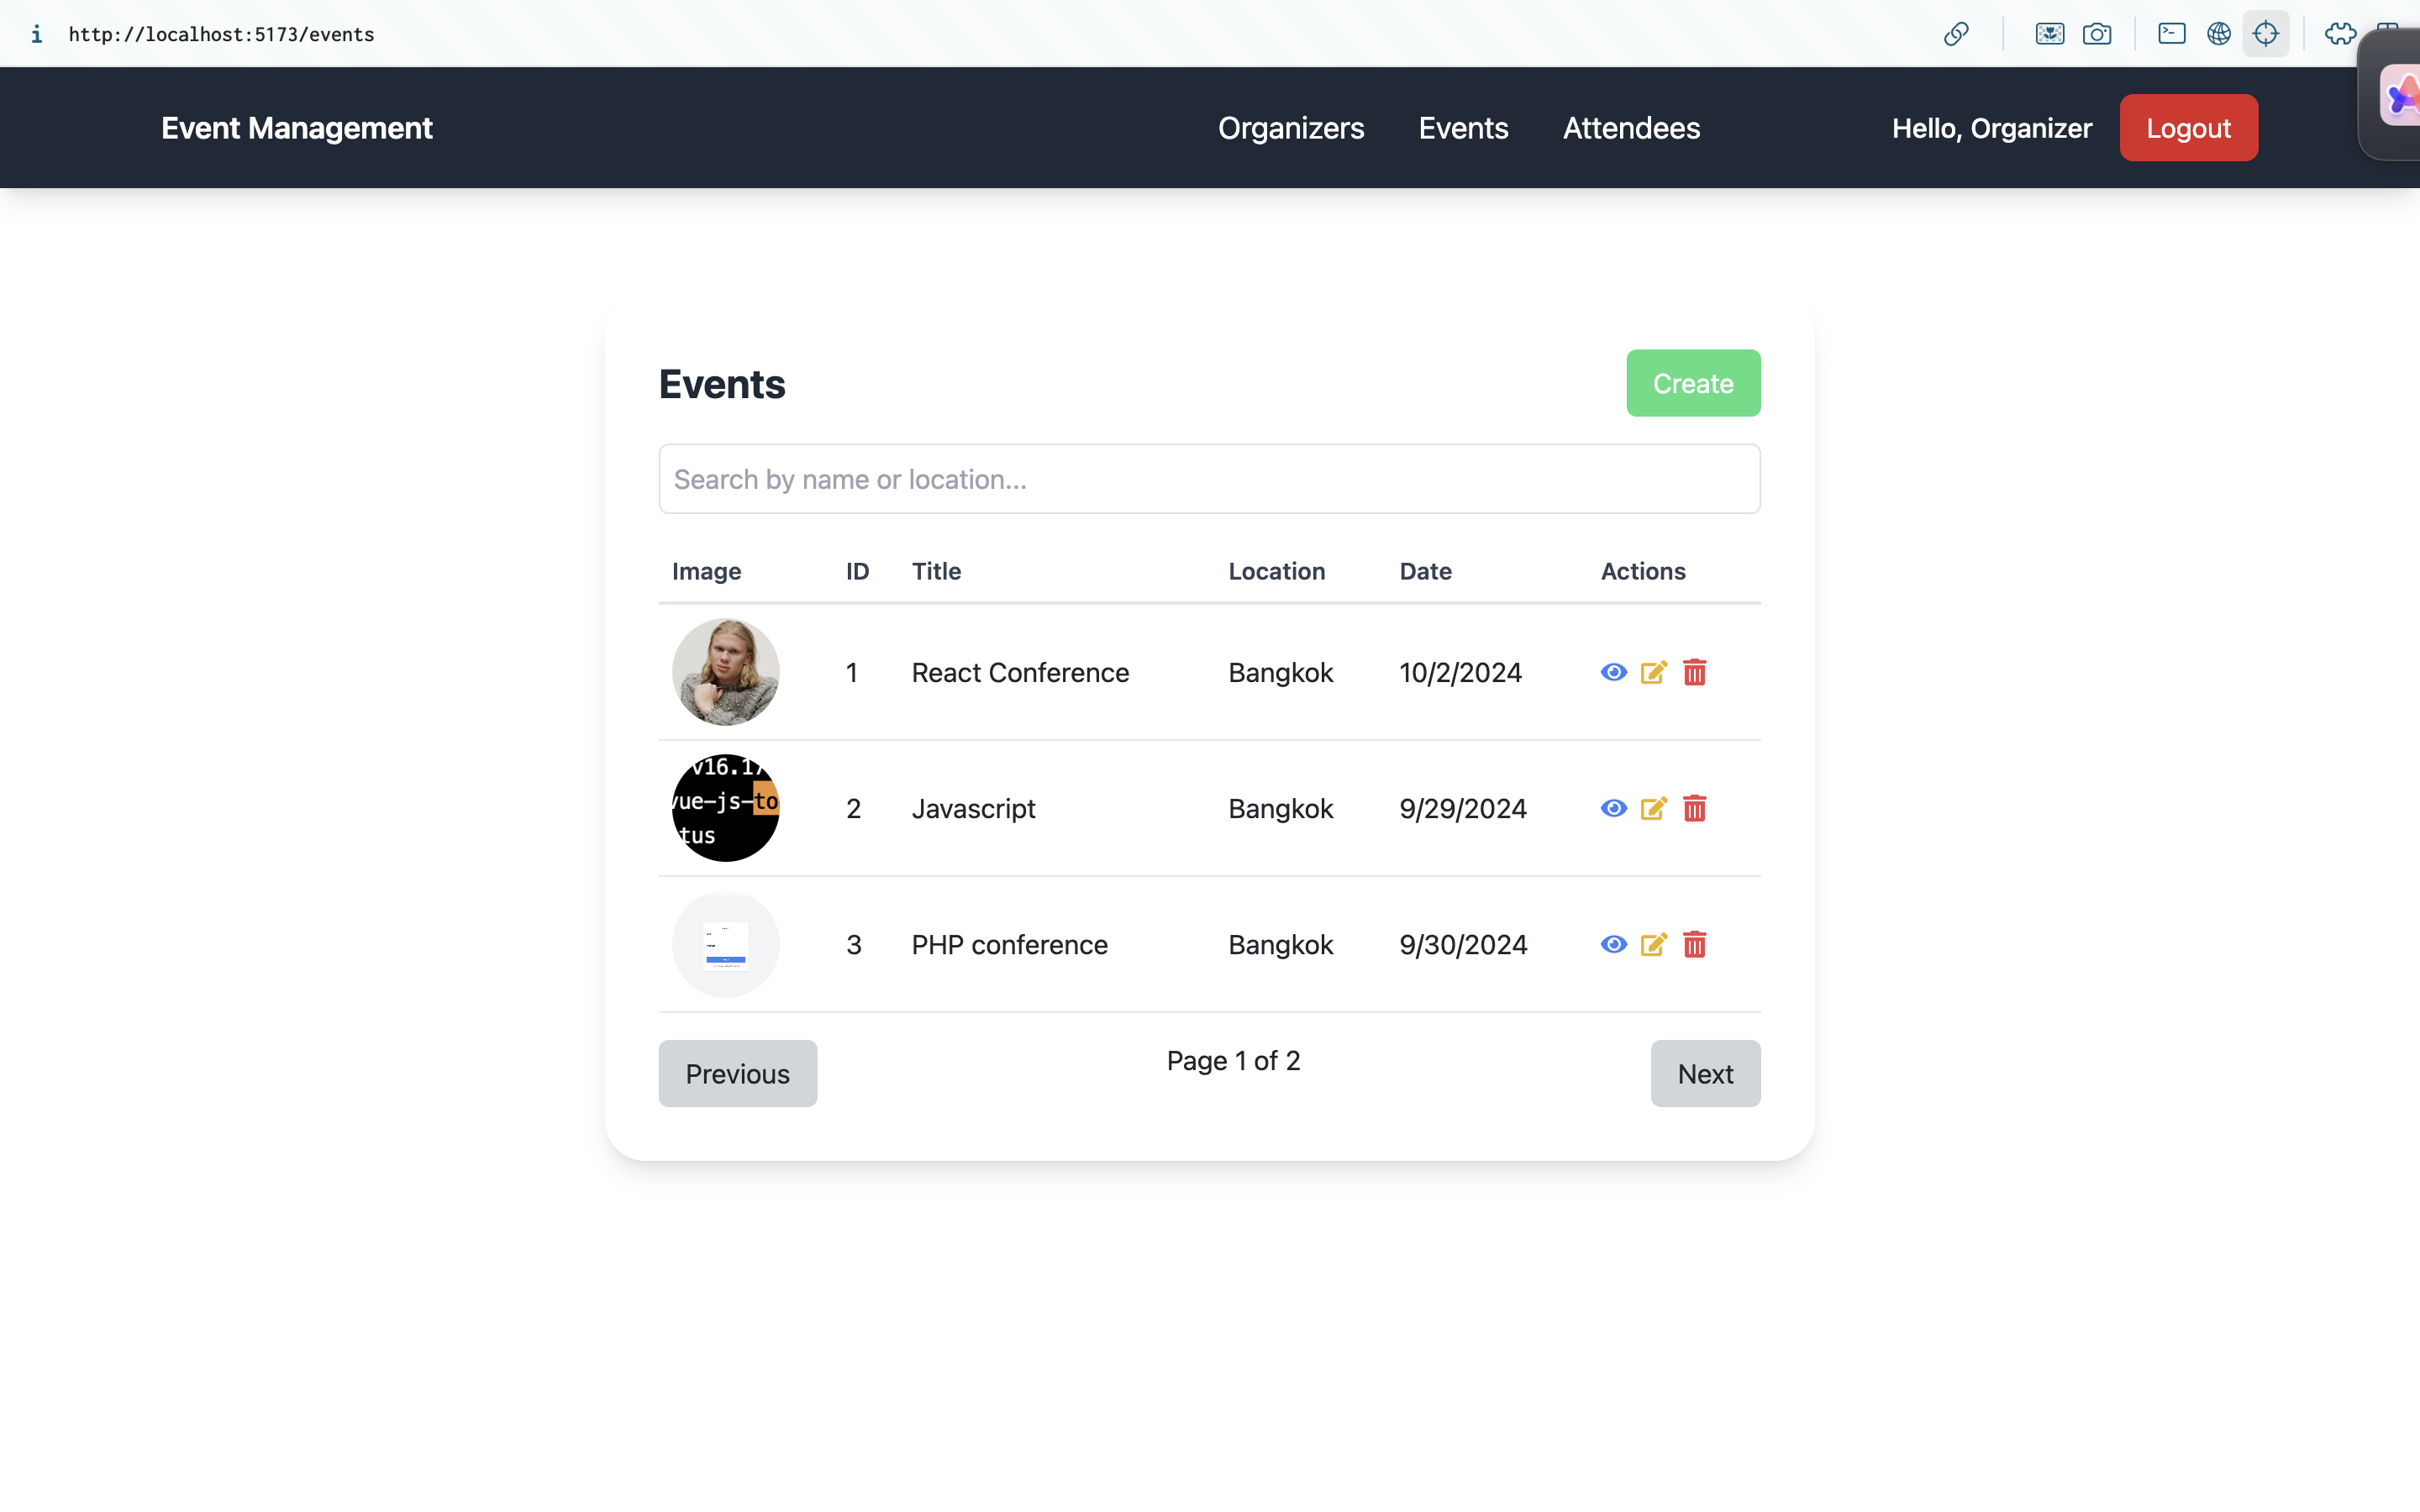 http://localhost:5173/events
Event Management
Organizers
Events
Attendees
Hello, Organizer
Logout
Events
Create
Search by name or location...
Image ID Title Location Date Actions
1 React Conference Bangkok 10/2/2024
v16.17
vue-js-to
tus
2 Javascript Bangkok 9/29/2024
3 PHP conference Bangkok 9/30/2024
Previous
Page 1 of 2
Next